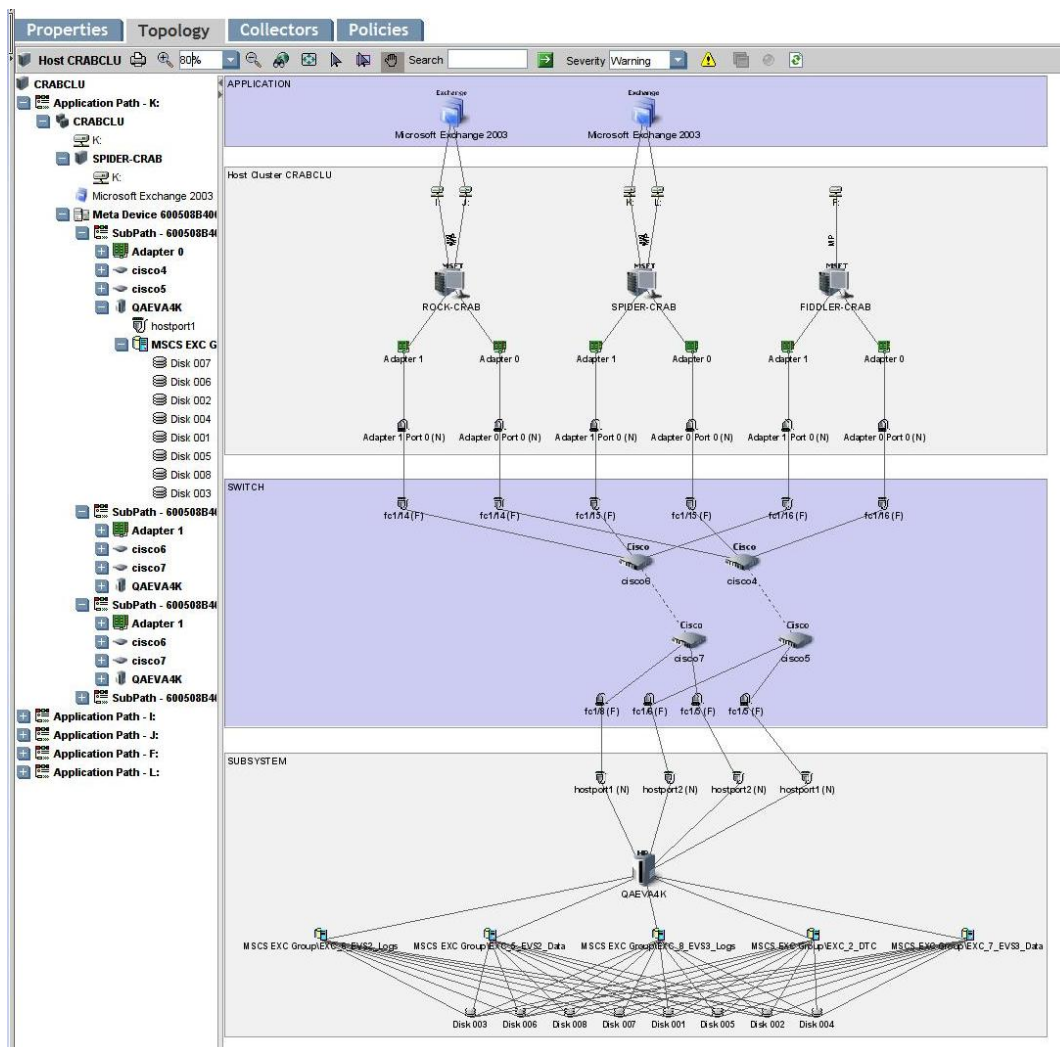 Properties Topology Collectors Policies
Host CRABCLU 80% Search Severity Warning
CRABCLU
Application Path - K:
CRABCLU
K:
SPIDER-CRAB
K:
Microsoft Exchange 2003
Meta Device 600508B400
SubPath - 600508B40
Adapter 0
cisco4
cisco5
QAEVA4K
hostport1
MSCS EXC G
Disk 007
Disk 006
Disk 002
Disk 004
Disk 001
Disk 005
Disk 008
Disk 003
SubPath - 600508B40
Adapter 1
cisco6
cisco7
QAEVA4K
SubPath - 600508B40
Adapter 1
cisco6
cisco7
QAEVA4K
SubPath - 600508B40
Application Path - I:
Application Path - J:
Application Path - F:
Application Path - L:
APPLICATION
Exchange Exchange
Microsoft Exchange 2003 Microsoft Exchange 2003
Host Cluster CRABCLU
I: J: K: L: F:
MP
MSFT MSFT MSFT
ROCK-CRAB SPIDER-CRAB FIDDLER-CRAB
Adapter 1 Adapter 0 Adapter 1 Adapter 0 Adapter 1 Adapter 0
Adapter 1 Port 0 (N) Adapter 0 Port 0 (N) Adapter 1 Port 0 (N) Adapter 0 Port 0 (N) Adapter 1 Port 0 (N) Adapter 0 Port 0 (N)
SWITCH
fc1/14 (F) fc1/14 (F) fc1/15 (F) fc1/15 (F) fc1/16 (F) fc1/16 (F)
Cisco Cisco
cisco6 cisco4
Cisco Cisco
cisco7 cisco5
fc1/6 (F) fc1/5 (F) fc1/5 (F)
SUBSYSTEM
hostport1 (N) hostport2 (N) hostport2 (N) hostport1 (N)
HP
QAEVA4K
MSCS EXC Group\EXC_6_EVS2_Logs MSCS EXC Group\EXC_5_EVS2_Data MSCS EXC Group\EXC_8_EVS3_Logs MSCS EXC Group\EXC_2_DTC MSCS EXC Group\EXC_7_EVS3_Data
Disk 003 Disk 006 Disk 008 Disk 007 Disk 001 Disk 005 Disk 002 Disk 004